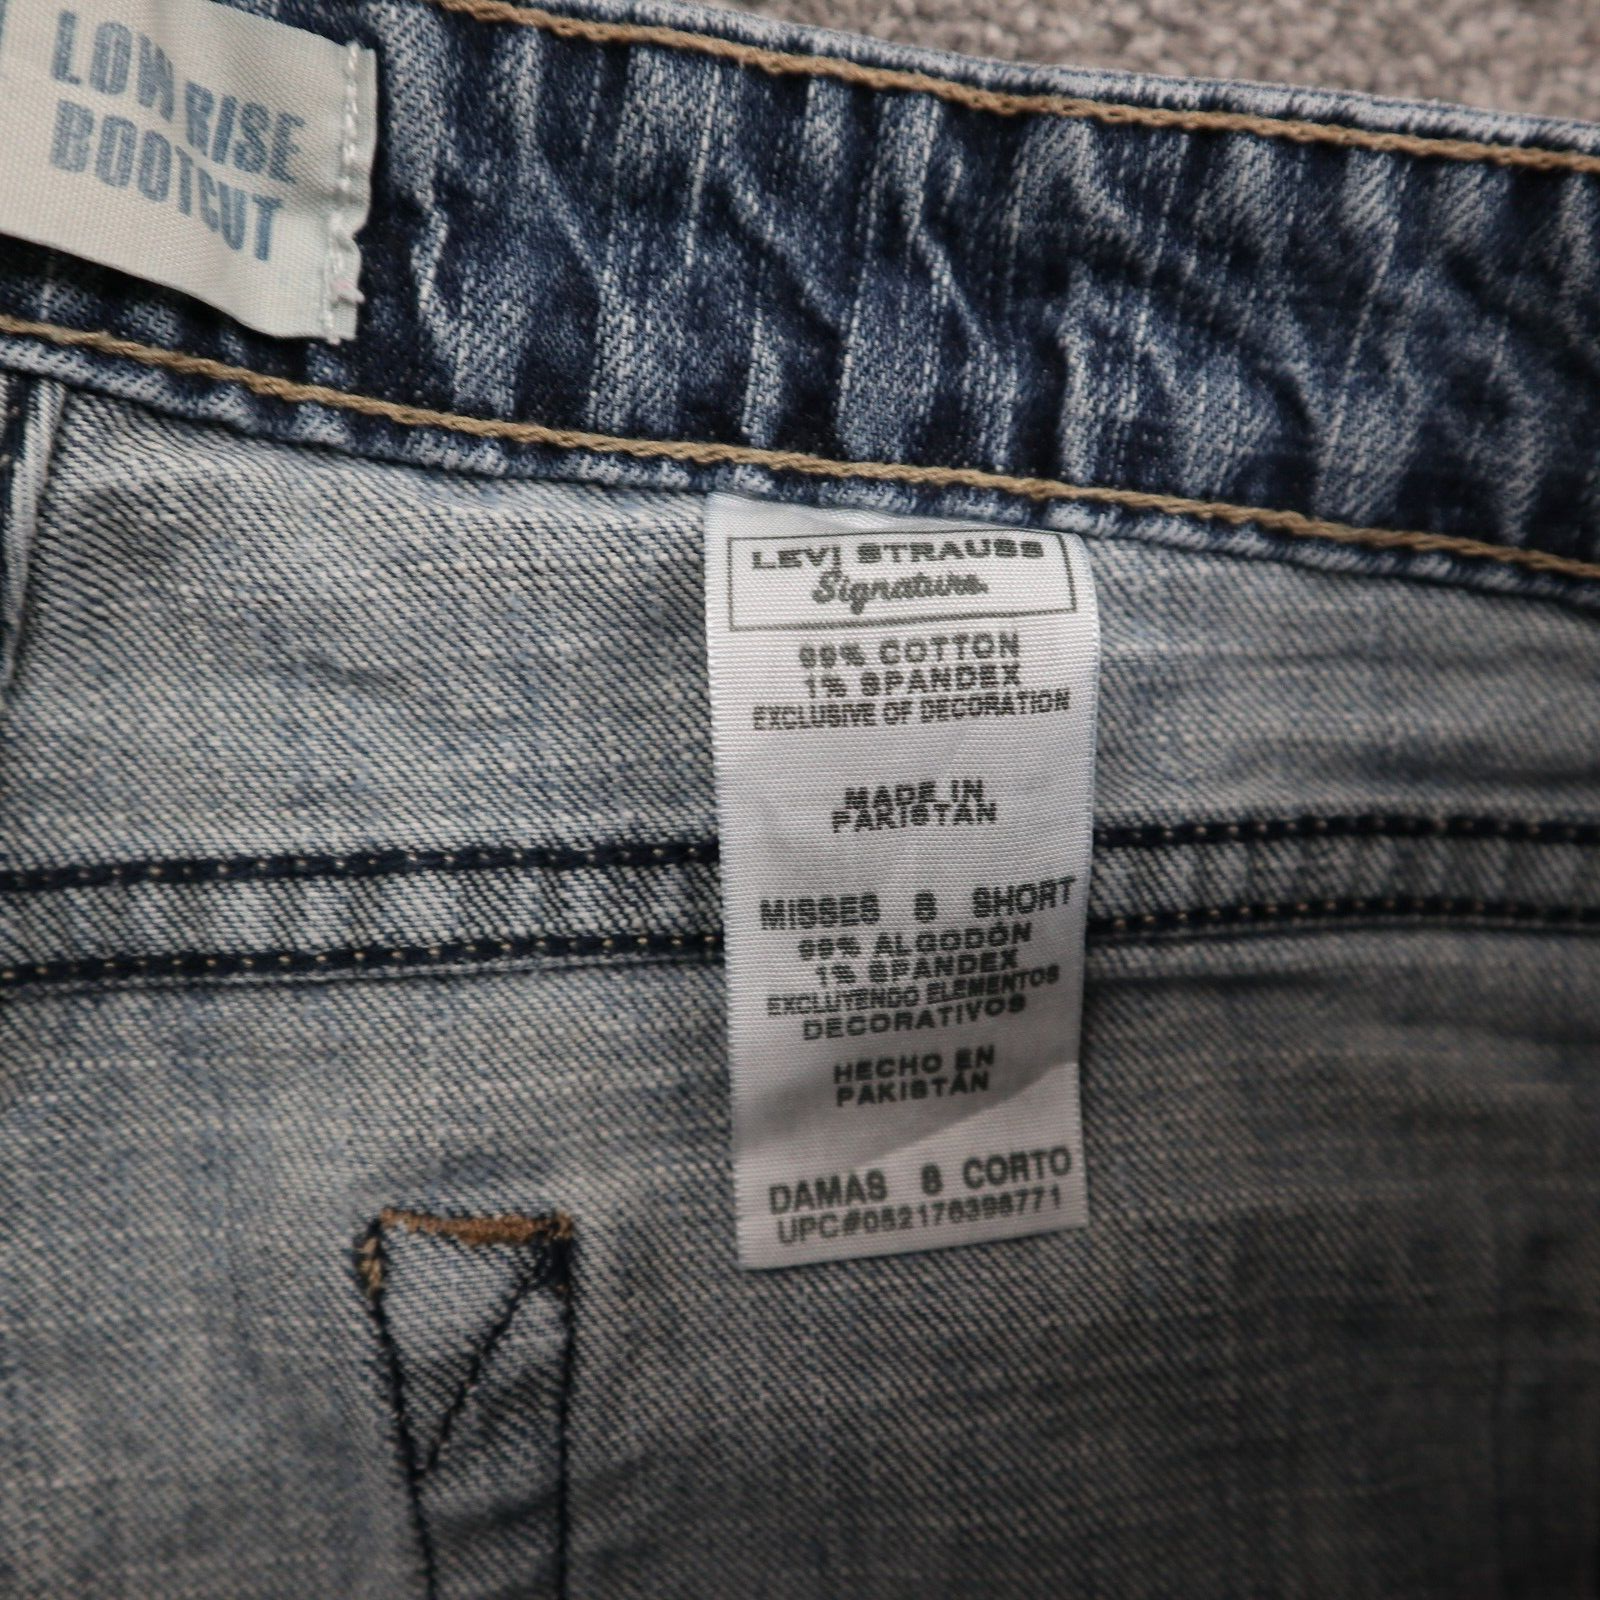 LOW RISE
BOOTCUT
LEVI STRAUSS
Signature
99% COTTON
1% SPANDEX
EXCLUSIVE OF DECORATION
MADE IN
PAKISTAN
MISSES 8 SHORT
99% ALGODÓN
1% SPANDEX
EXCLUYENDO ELEMENTOS
DECORATIVOS
HECHO EN
PAKISTÁN
DAMAS 8 CORTO